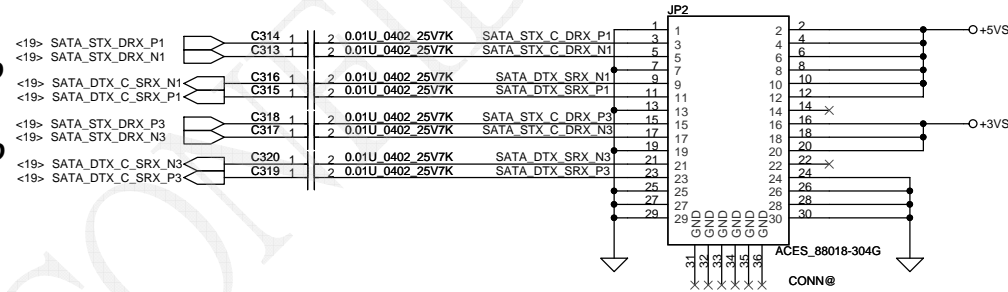 JP2
<19> SATA_STX_DRX_P1 C314 1 2 0.01U_0402_25V7K SATA_STX_C_DRX_P1
<19> SATA_STX_DRX_N1 C313 1 2 0.01U_0402_25V7K SATA_STX_C_DRX_N1
<19> SATA_DTX_C_SRX_N1 C316 1 2 0.01U_0402_25V7K SATA_DTX_SRX_N1
<19> SATA_DTX_C_SRX_P1 C315 1 2 0.01U_0402_25V7K SATA_DTX_SRX_P1
<19> SATA_STX_DRX_P3 C318 1 2 0.01U_0402_25V7K SATA_STX_C_DRX_P3
<19> SATA_STX_DRX_N3 C317 1 2 0.01U_0402_25V7K SATA_STX_C_DRX_N3
<19> SATA_DTX_C_SRX_N3 C320 1 2 0.01U_0402_25V7K SATA_DTX_SRX_N3
<19> SATA_DTX_C_SRX_P3 C319 1 2 0.01U_0402_25V7K SATA_DTX_SRX_P3
1 1 2 2 +5VS
3 3 4 4
5 5 6 6
7 7 8 8
9 9 10 10
11 11 12 12
13 13 14 14
15 15 16 16 +3VS
17 17 18 18
19 19 20 20
21 21 22 22
23 23 24 24
25 25 26 26
27 27 28 28
29 29 30 30
GND GND GND GND GND GND
31 32 33 34 35 36
ACES_88018-304G
CONN@
CONF